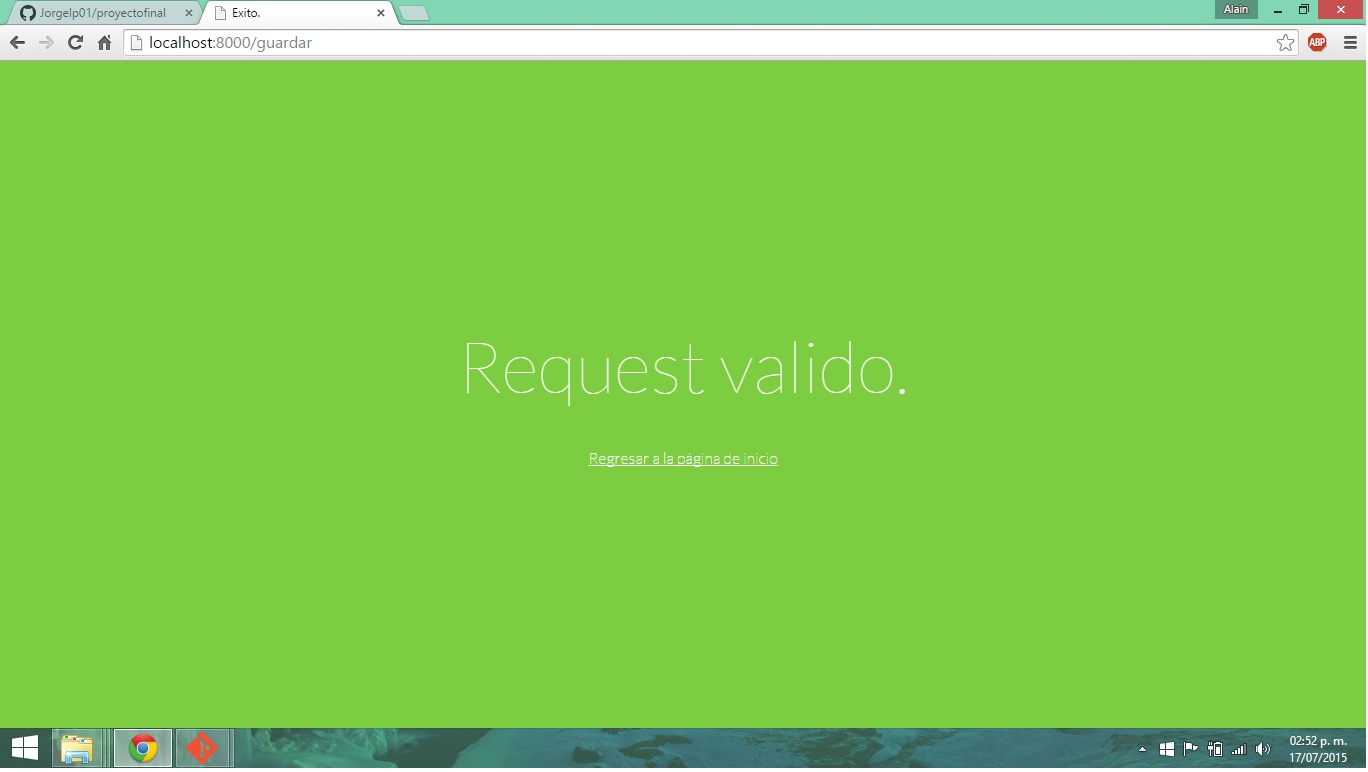 Jorgelp01/proyectofinal
Exito.
Alain
localhost:8000/guardar
ABP
Request valido.
Regresar a la página de inicio
02:52 p. m.
17/07/2015